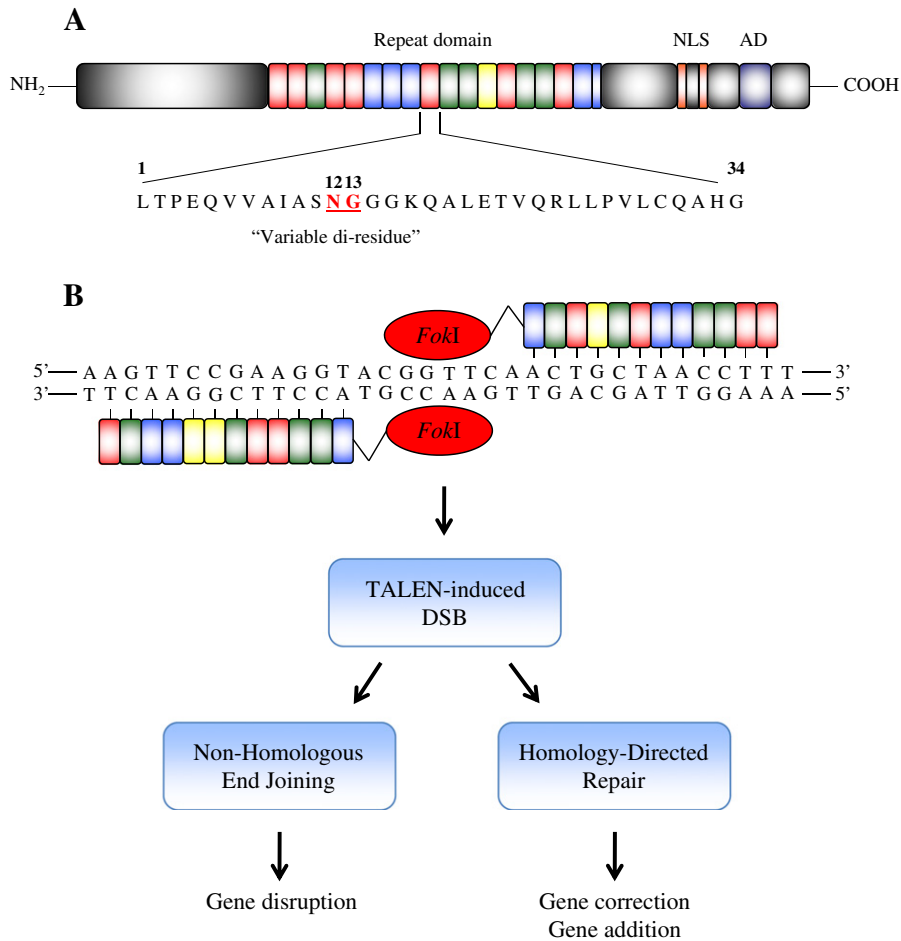 A
Repeat domain NLS AD
NH2 COOH
1 12 13 34
L T P E Q V V A I A S N G G G K Q A L E T V Q R L L P V L C Q A H G
“Variable di-residue”
B
FokI
5’ A A G T T C C G A A G G T A C G G T T C A A C T G C T A A C C T T T 3’
3’ T T C A A G G C T T C C A T G C C A A G T T G A C G A T T G G A A A 5’
FokI
TALEN-induced
DSB
Non-Homologous
End Joining
Homology-Directed
Repair
Gene disruption
Gene correction
Gene addition